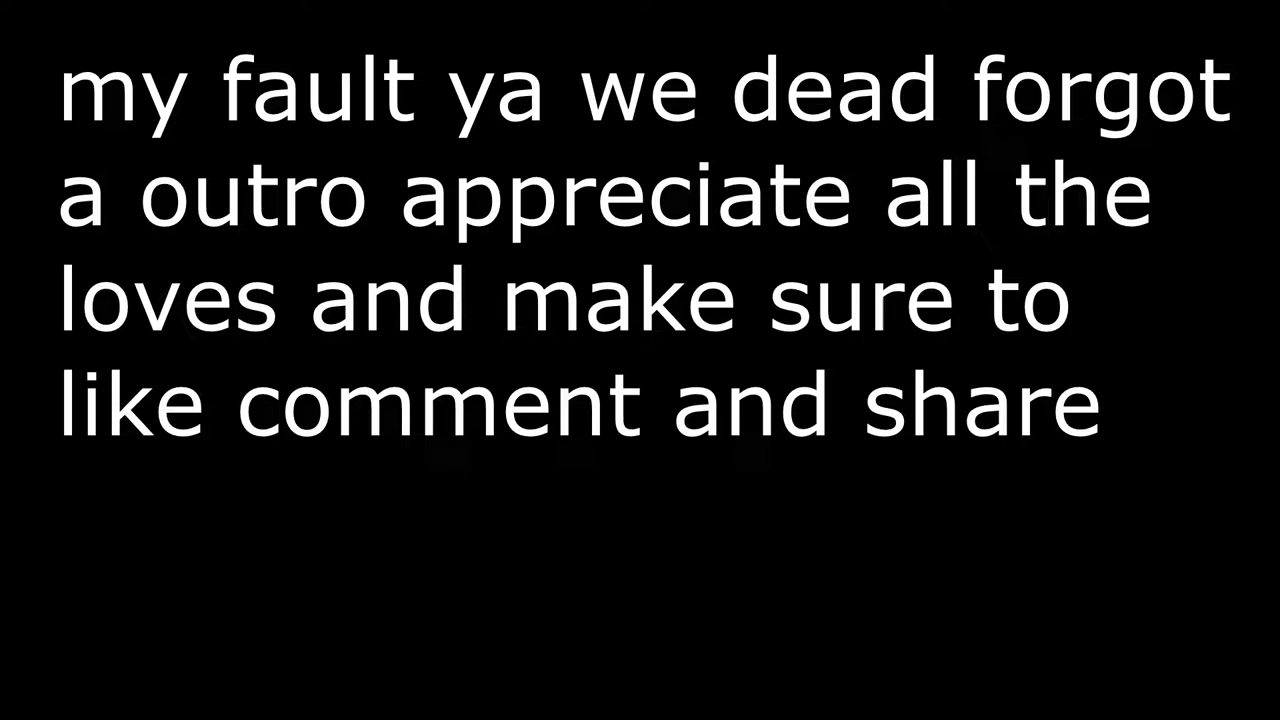 my fault ya we dead forgot
a outro appreciate all the
loves and make sure to
like comment and share